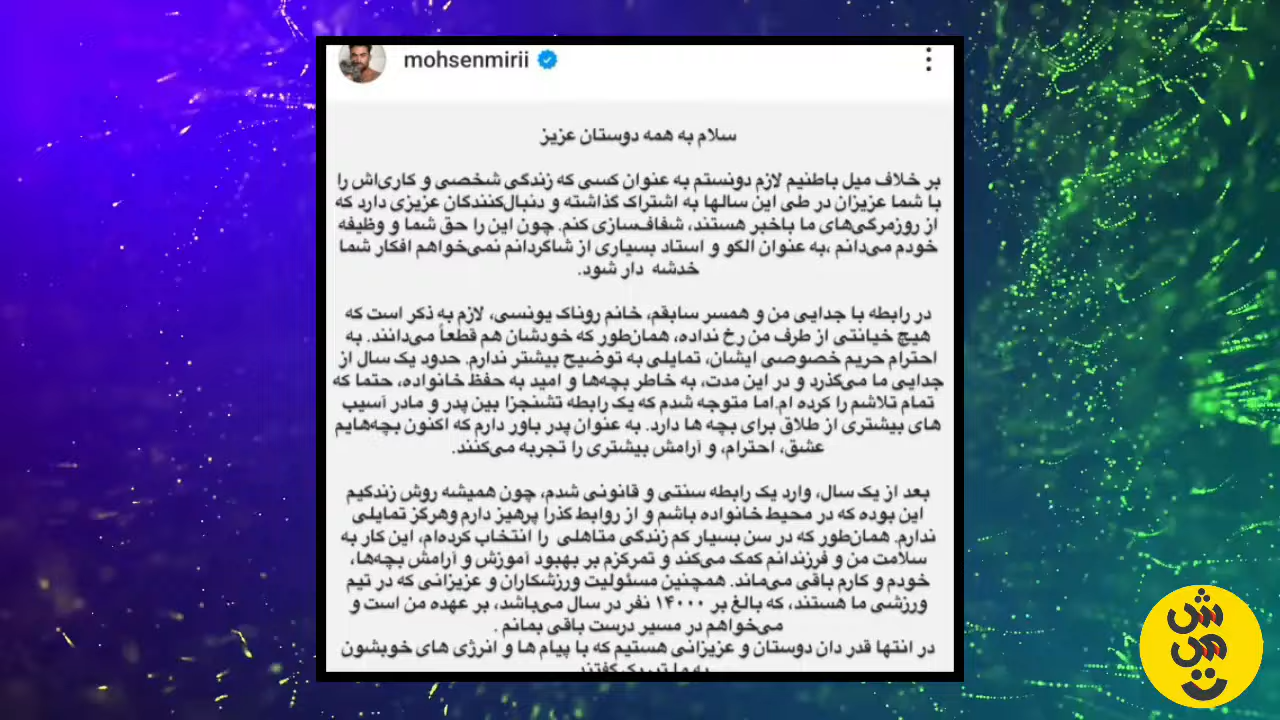 mohsenmirii
سلام به همه دوستان عزیز
بر خلاف میل باطنیم لازم دونستم به عنوان کسی که زندگی شخصی و کاری‌اش را
با شما عزیزان در طی این سالها به اشتراک گذاشته و دنبال‌کنندگان عزیزی دارد که
از روزمرگی‌های ما باخبر هستند، شفاف‌سازی کنم. چون این را حق شما و وظیفه
خودم می‌دانم ،به عنوان الگو و استاد بسیاری از شاگردانم نمی‌خواهم افکار شما
خدشه دار شود.
در رابطه با جدایی من و همسر سابقم، خانم روناک یونسی، لازم به ذکر است که
هیچ خیانتی از طرف من رخ نداده، همان‌طور که خودشان هم قطعاً می‌دانند. به
احترام حریم خصوصی ایشان، تمایلی به توضیح بیشتر ندارم. حدود یک سال از
جدایی ما می‌گذرد و در این مدت، به خاطر بچه‌ها و امید به حفظ خانواده، حتما که
تمام تلاشم را کرده ام.اما متوجه شدم که یک رابطه تشنجزا بین پدر و مادر آسیب
های بیشتری از طلاق برای بچه ها دارد. به عنوان پدر باور دارم که اکنون بچه‌هایم
عشق، احترام، و آرامش بیشتری را تجربه می‌کنند.
بعد از یک سال، وارد یک رابطه سنتی و قانونی شدم، چون همیشه روش زندگیم
این بوده که در محیط خانواده باشم و از روابط گذرا پرهیز دارم وهرگز تمایلی
ندارم. همان‌طور که در سن بسیار کم زندگی متاهلی را انتخاب کرده‌ام، این کار به
سلامت من و فرزندانم کمک می‌کند و تمرکزم بر بهبود آموزش و آرامش بچه‌ها،
خودم و کارم باقی می‌ماند. همچنین مسئولیت ورزشکاران و عزیزانی که در تیم
ورزشی ما هستند، که بالغ بر ۱۴۰۰۰ نفر در سال می‌باشد، بر عهده من است و
می‌خواهم در مسیر درست باقی بمانم .
در انتها قدر دان دوستان و عزیزانی هستیم که با پیام ها و انرژی های خوبشون